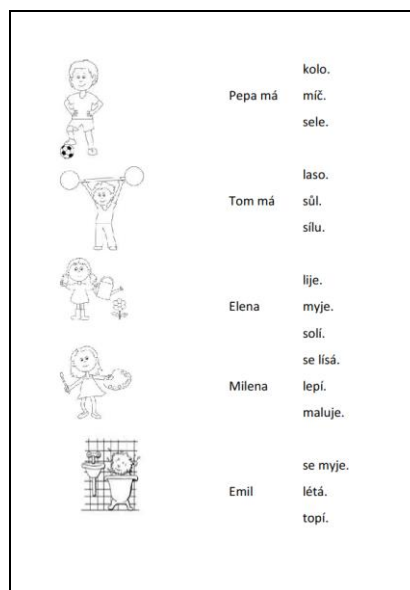 kolo.
Pepa má míč.
sele.
laso.
Tom má sůl.
sílu.
lije.
Elena myje.
solí.
se lísá.
Milena lepí.
maluje.
se myje.
Emil létá.
topí.